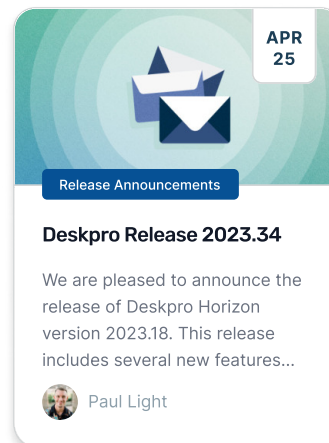 APR
25
Release Announcements
Deskpro Release 2023.34
We are pleased to announce the
release of Deskpro Horizon
version 2023.18. This release
includes several new features...
Paul Light